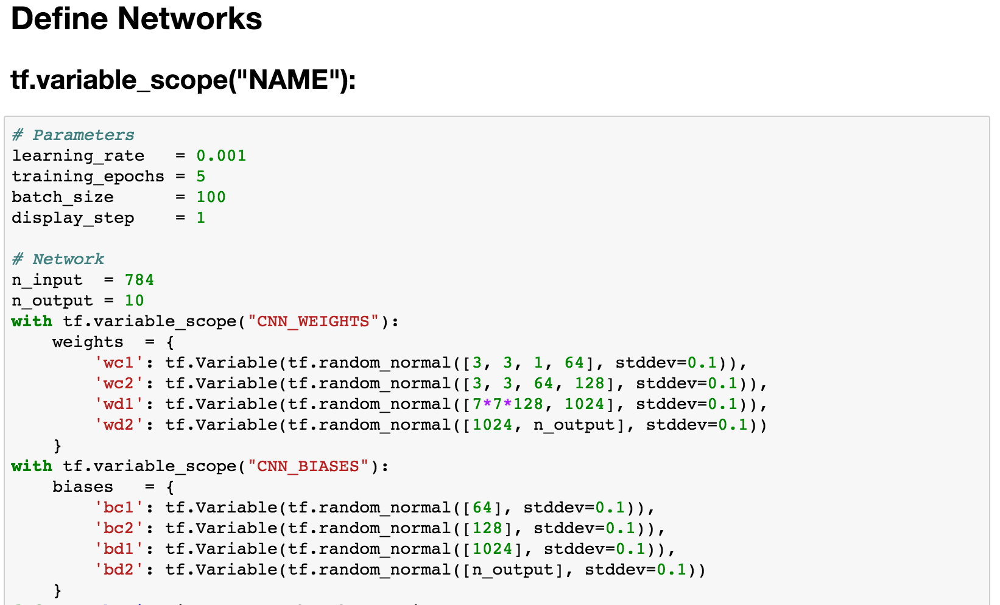 Define Networks
tf.variable_scope("NAME"):
# Parameters
learning_rate   = 0.001
training_epochs = 5
batch_size      = 100
display_step    = 1
# Network
n_input  = 784
n_output = 10
with tf.variable_scope("CNN_WEIGHTS"):
    weights  = {
        'wc1': tf.Variable(tf.random_normal([3, 3, 1, 64], stddev=0.1)),
        'wc2': tf.Variable(tf.random_normal([3, 3, 64, 128], stddev=0.1)),
        'wd1': tf.Variable(tf.random_normal([7*7*128, 1024], stddev=0.1)),
        'wd2': tf.Variable(tf.random_normal([1024, n_output], stddev=0.1))
    }
with tf.variable_scope("CNN_BIASES"):
    biases   = {
        'bc1': tf.Variable(tf.random_normal([64], stddev=0.1)),
        'bc2': tf.Variable(tf.random_normal([128], stddev=0.1)),
        'bd1': tf.Variable(tf.random_normal([1024], stddev=0.1)),
        'bd2': tf.Variable(tf.random_normal([n_output], stddev=0.1))
    }